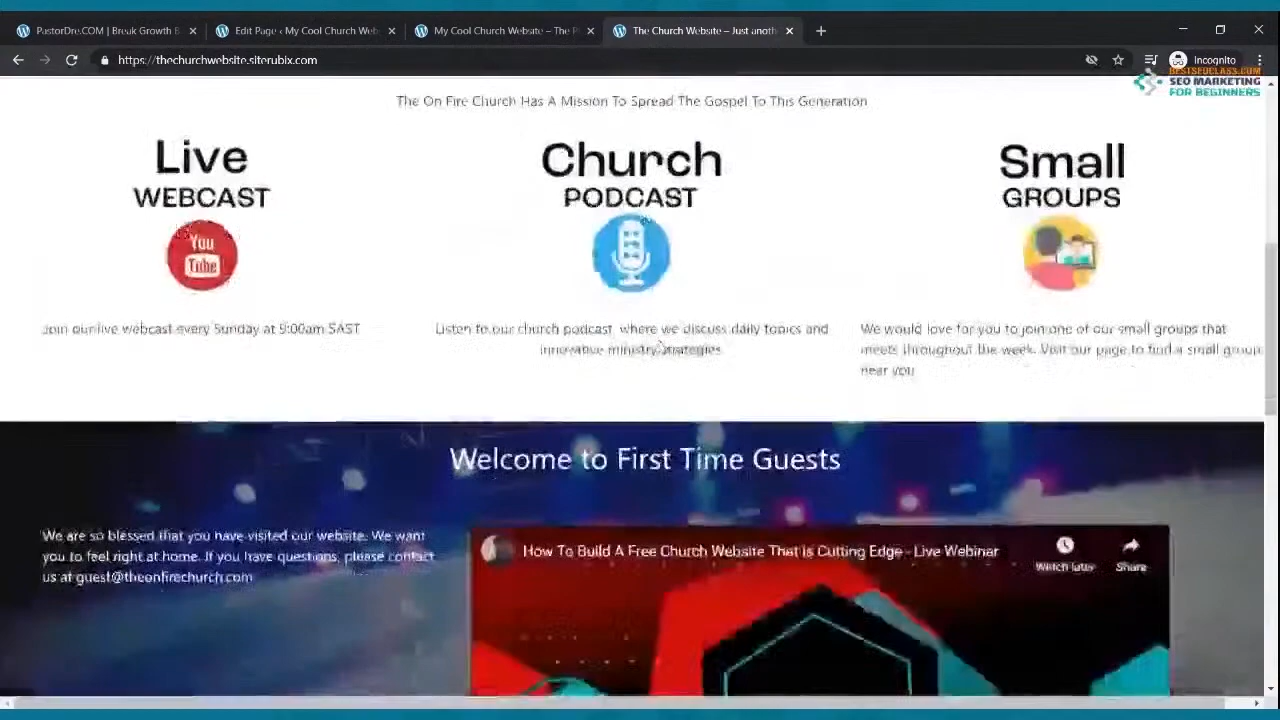 PastorDre.COM | Break Growth B
Edit Page ‹ My Cool Church Web
My Cool Church Website – The P
The Church Website – Just anoth
https://thechurchwebsite.siterubix.com
Incognito
BESTSEOCLASS.COM
SEO MARKETING
FOR BEGINNERS
The On Fire Church Has A Mission To Spread The Gospel To This Generation
Live
WEBCAST
You
Tube
Join our live webcast every Sunday at 9:00am SAST
Church
PODCAST
Listen to our church podcast, where we discuss daily topics and
innovative ministry strategies.
Small
GROUPS
We would love for you to join one of our small groups that
meets throughout the week. Visit our page to find a small group
near you
Welcome to First Time Guests
We are so blessed that you have visited our website. We want
you to feel right at home. If you have questions, please contact
us at guest@theonfirechurch.com
How To Build A Free Church Website That Is Cutting Edge - Live Webinar
Watch later
Share